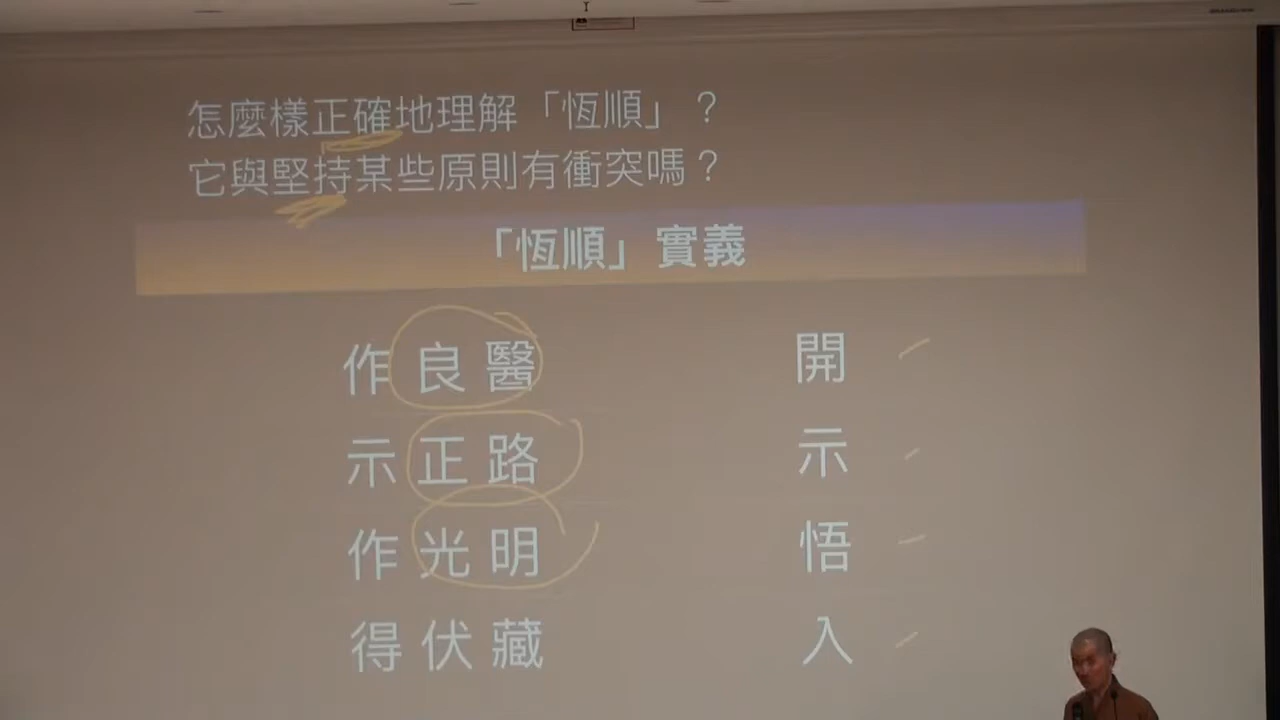 怎麼樣正確地理解「恆順」？
它與堅持某些原則有衝突嗎？
「恆順」實義
作良醫 開
示正路 示
作光明 悟
得伏藏 入